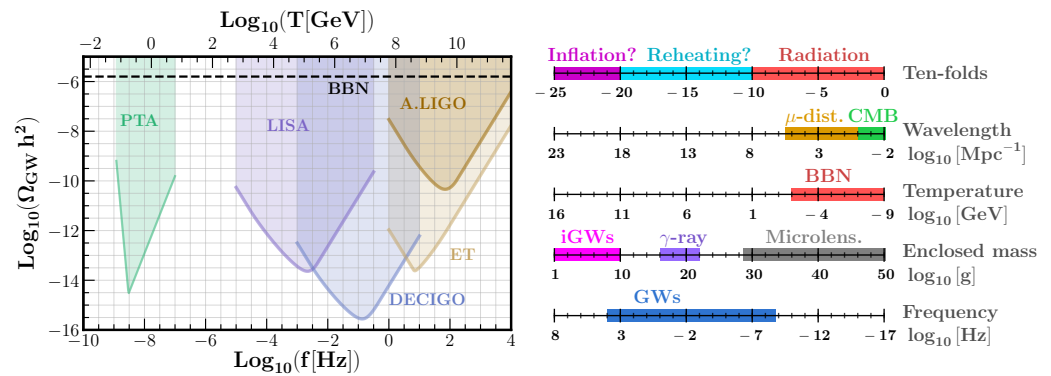 Log₁₀(T[GeV])
−2 0 2 4 6 8 10
Log₁₀(Ω_GW h²)
−6
−8
−10
−12
−14
−16
BBN
A.LIGO
PTA
LISA
ET
DECIGO
−10 −8 −6 −4 −2 0 2 4
Log₁₀(f[Hz])
Inflation? Reheating? Radiation
Ten-folds
−25 −20 −15 −10 −5 0
μ-dist. CMB
Wavelength
23 18 13 8 3 −2
log₁₀[Mpc⁻¹]
BBN
Temperature
16 11 6 1 −4 −9
log₁₀[GeV]
iGWs γ-ray Microlens.
Enclosed mass
1 10 20 30 40 50
log₁₀[g]
GWs
Frequency
8 3 −2 −7 −12 −17
log₁₀[Hz]